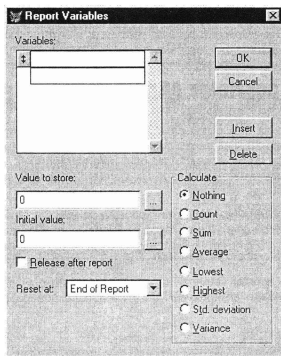 Report Variables
Variables:
OK
Cancel
Insert
Delete
Value to store:
0
...
Initial value:
0
...
Release after report
Reset at: End of Report
Calculate
Nothing
Count
Sum
Average
Lowest
Highest
Std. deviation
Variance